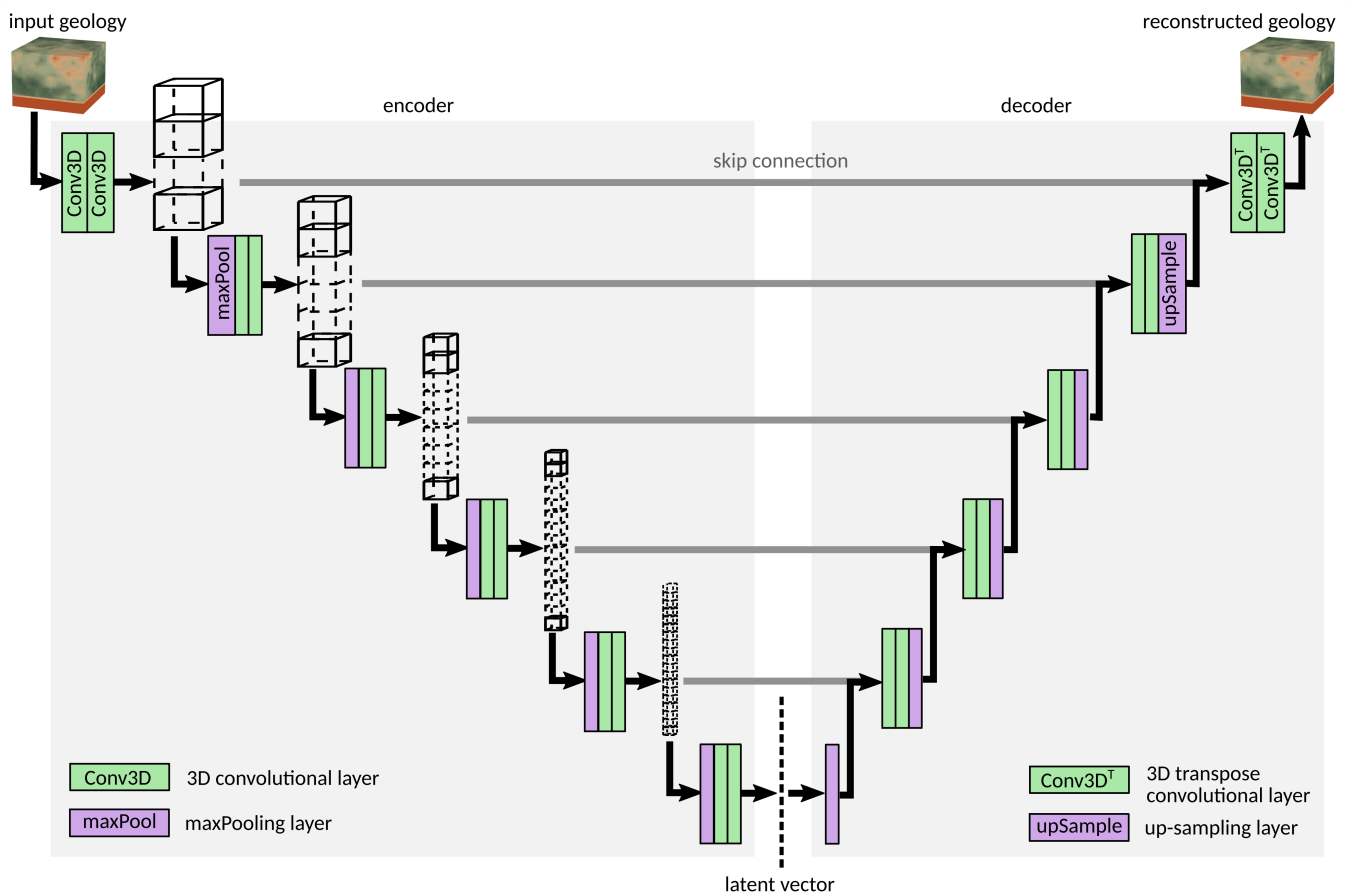 input geology
reconstructed geology
encoder
decoder
skip connection
Conv3D
Conv3D
Conv3Dᵀ
Conv3Dᵀ
maxPool
upSample
Conv3D
3D convolutional layer
maxPool
maxPooling layer
Conv3Dᵀ
3D transpose
convolutional layer
upSample
up-sampling layer
latent vector